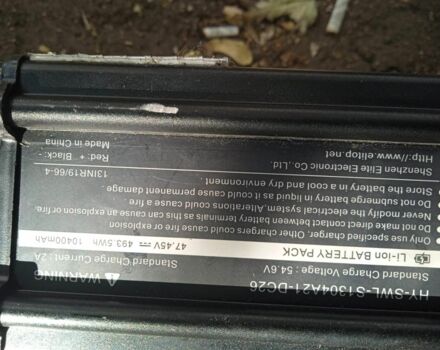 HY-SWL-S1304A21-DC26
Standard Charge Voltage : 54.6V
Standard Charge Current : 2A
Li-ion BATTERY PACK
47.45V 493.5Wh 10400mAh
WARNING
Only use specified chargers. Other chargers could cause a fire or explosion
Do not make direct contact between battery terminals as this can cause an explosion or fire.
Never modify the electrical system. Alterations could cause a fire.
Do not submerge battery in liquid as it could cause permanent damage.
Store the battery in a cool and dry environment.
13INR19/66-4
Red: + Black: -
Shenzhen Elite Electronic Co., Ltd.
Http://www.elitop.net
Made in China